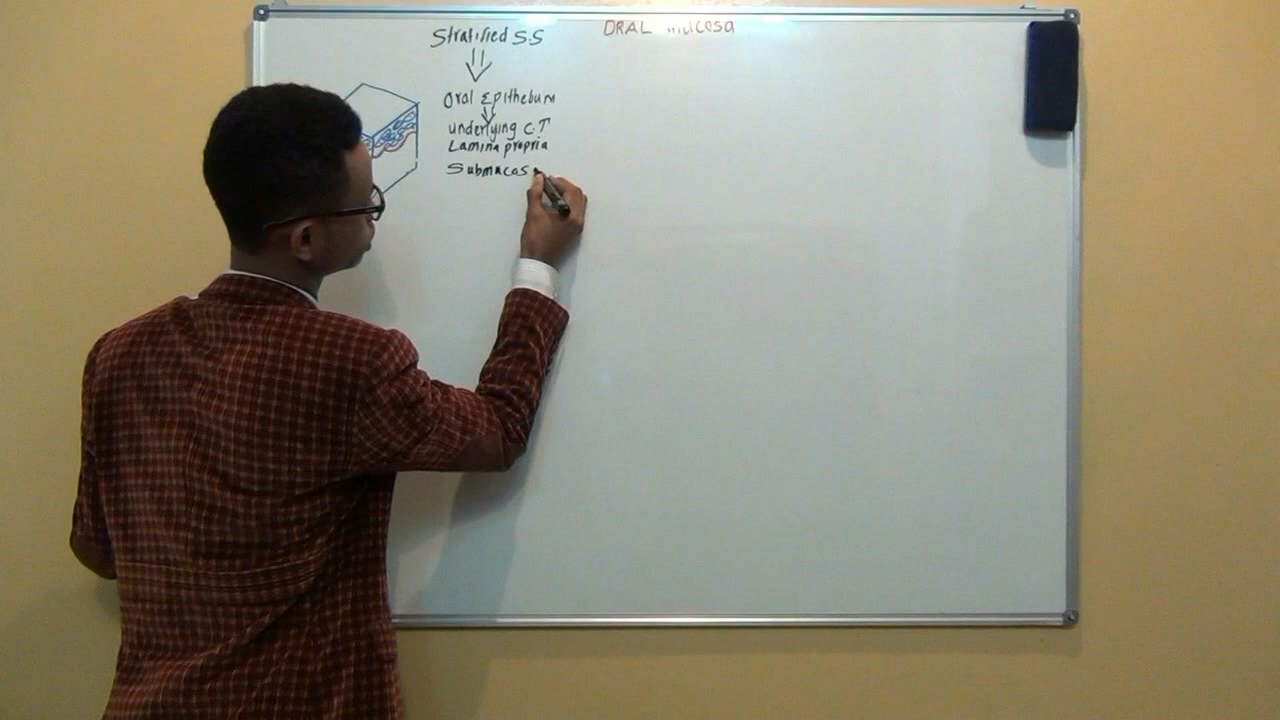 ORAL mucosa
Stratified S.S
Oral Epithelium
underlying C.T
Lamina propria
Submucos